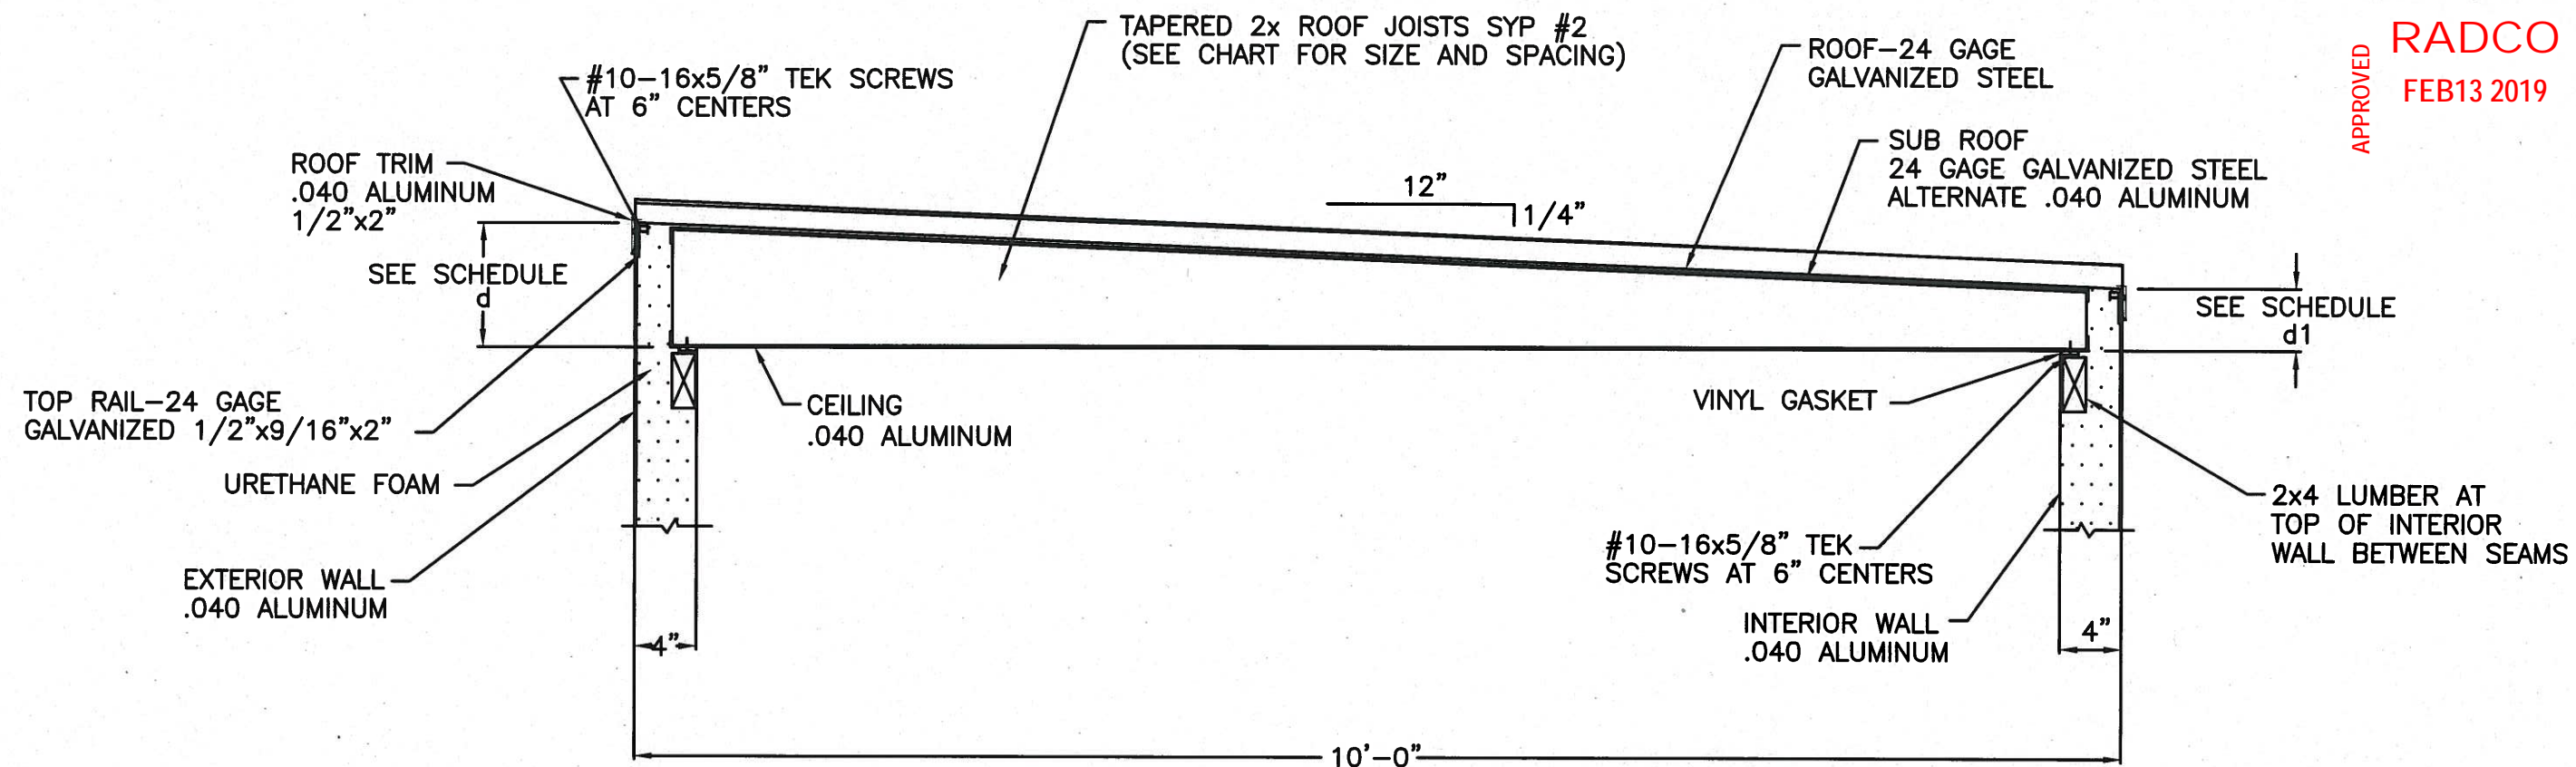 TAPERED 2x ROOF JOISTS SYP #2
(SEE CHART FOR SIZE AND SPACING)
RADCO
APPROVED
FEB13 2019
ROOF-24 GAGE
GALVANIZED STEEL
#10-16x5/8" TEK SCREWS
AT 6" CENTERS
SUB ROOF
24 GAGE GALVANIZED STEEL
ALTERNATE .040 ALUMINUM
ROOF TRIM
.040 ALUMINUM
1/2"x2"
12"
1/4"
SEE SCHEDULE
d
SEE SCHEDULE
d1
TOP RAIL-24 GAGE
GALVANIZED 1/2"x9/16"x2"
CEILING
.040 ALUMINUM
VINYL GASKET
URETHANE FOAM
2x4 LUMBER AT
TOP OF INTERIOR
WALL BETWEEN SEAMS
#10-16x5/8" TEK
SCREWS AT 6" CENTERS
EXTERIOR WALL
.040 ALUMINUM
INTERIOR WALL
.040 ALUMINUM
4"
4"
10'-0"